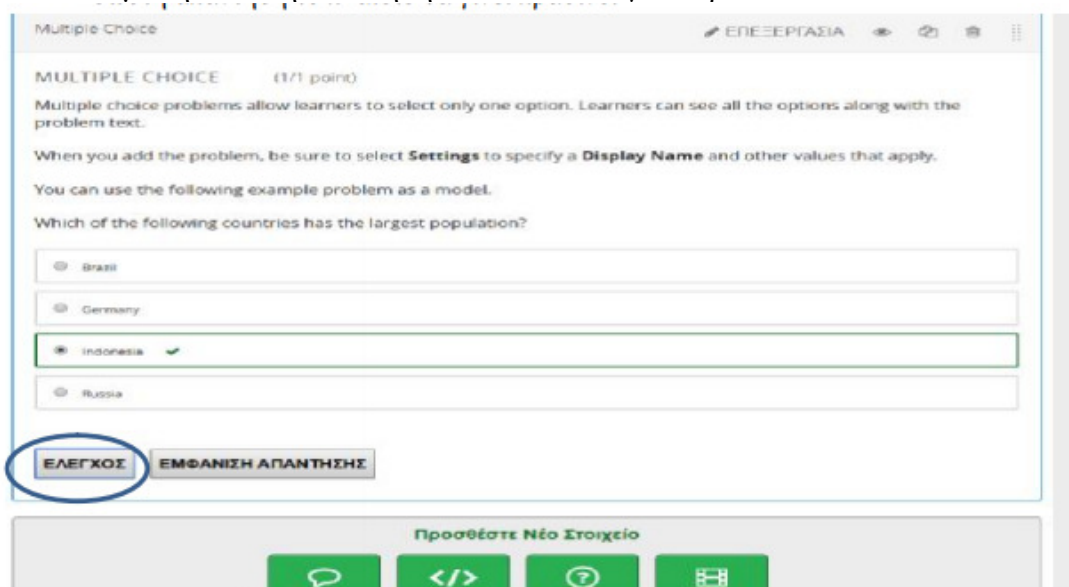 Multiple Choice ΕΠΕΞΕΡΓΑΣΙΑ
MULTIPLE CHOICE (1/1 point)
Multiple choice problems allow learners to select only one option. Learners can see all the options along with the
problem text.
When you add the problem, be sure to select Settings to specify a Display Name and other values that apply.
You can use the following example problem as a model.
Which of the following countries has the largest population?
Brazil
Germany
Indonesia
Russia
ΕΛΕΓΧΟΣ ΕΜΦΑΝΙΣΗ ΑΠΑΝΤΗΣΗΣ
Προσθέστε Νέο Στοιχείο